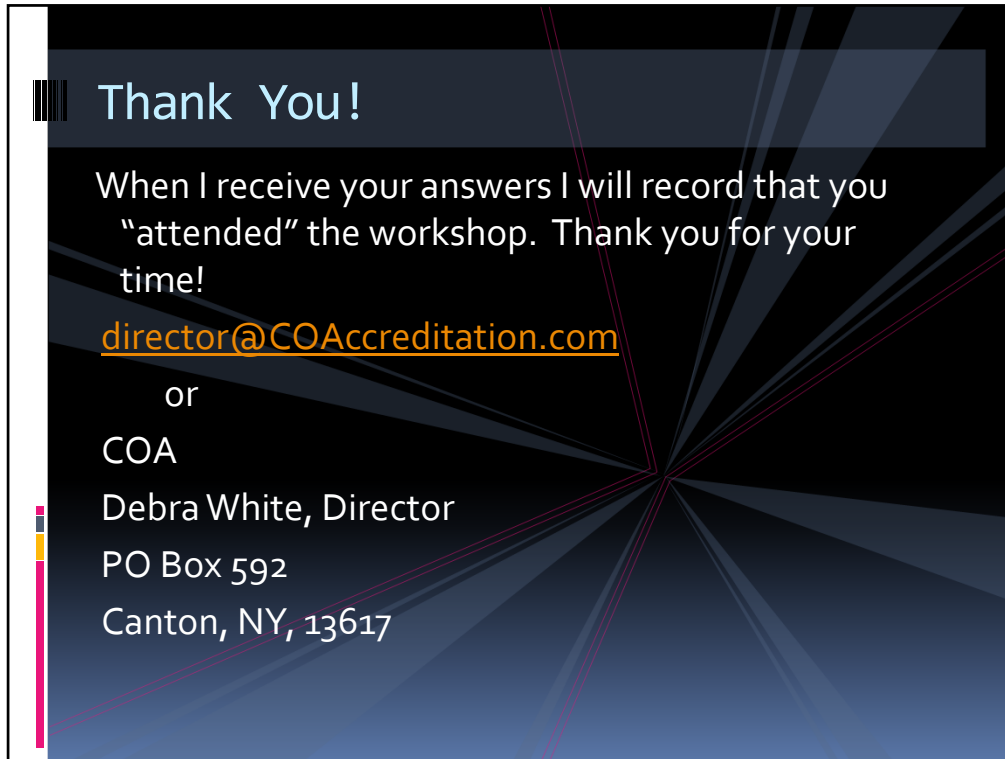 Thank You!
When I receive your answers I will record that you
“attended” the workshop.  Thank you for your
time!
director@COAccreditation.com
or
COA
Debra White, Director
PO Box 592
Canton, NY, 13617